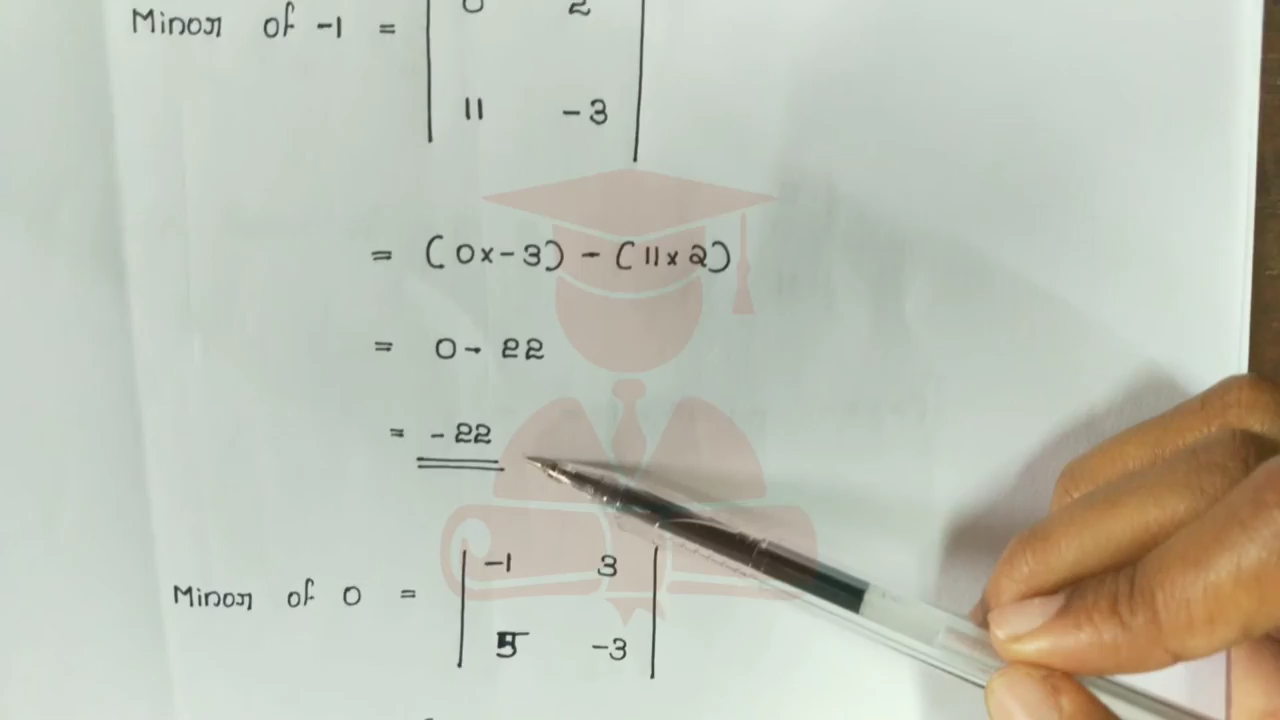 Minor of -1 = | 0 2 |
| 11 -3 |
= (0x-3) - (11x2)
= 0 - 22
= -22
Minor of 0 = | -1 3 |
| 5 -3 |